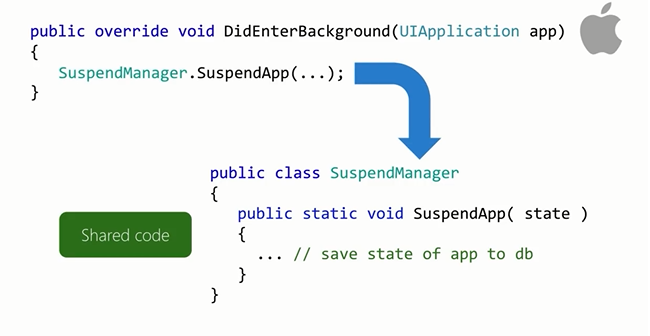 public override void DidEnterBackground(UIApplication app)
{
SuspendManager.SuspendApp(...);
}
public class SuspendManager
{
public static void SuspendApp( state )
{
... // save state of app to db
}
}
Shared code